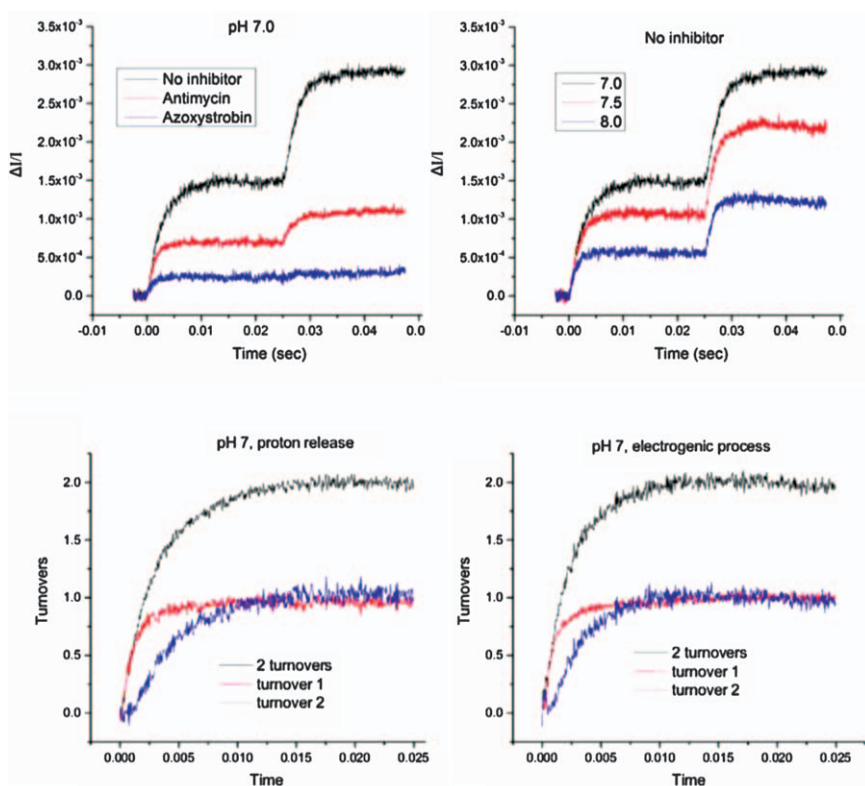 pH 7.0
No inhibitor
Antimycin
Azoxystrobin
ΔI/I
3.5x10⁻³
3.0x10⁻³
2.5x10⁻³
2.0x10⁻³
1.5x10⁻³
1.0x10⁻³
5.0x10⁻⁴
0.0
-0.01 0.00 0.01 0.02 0.03 0.04 0.0
Time (sec)
No inhibitor
7.0
7.5
8.0
ΔI/I
3.5x10⁻³
3.0x10⁻³
2.5x10⁻³
2.0x10⁻³
1.5x10⁻³
1.0x10⁻³
5.0x10⁻⁴
0.0
-0.01 0.00 0.01 0.02 0.03 0.04 0.0
Time (sec)
pH 7, proton release
Turnovers
2.0
1.5
1.0
0.5
0.0
2 turnovers
turnover 1
turnover 2
0.000 0.005 0.010 0.015 0.020 0.025
Time
pH 7, electrogenic process
Turnovers
2.0
1.5
1.0
0.5
0.0
2 turnovers
turnover 1
turnover 2
0.000 0.005 0.010 0.015 0.020 0.025
Time